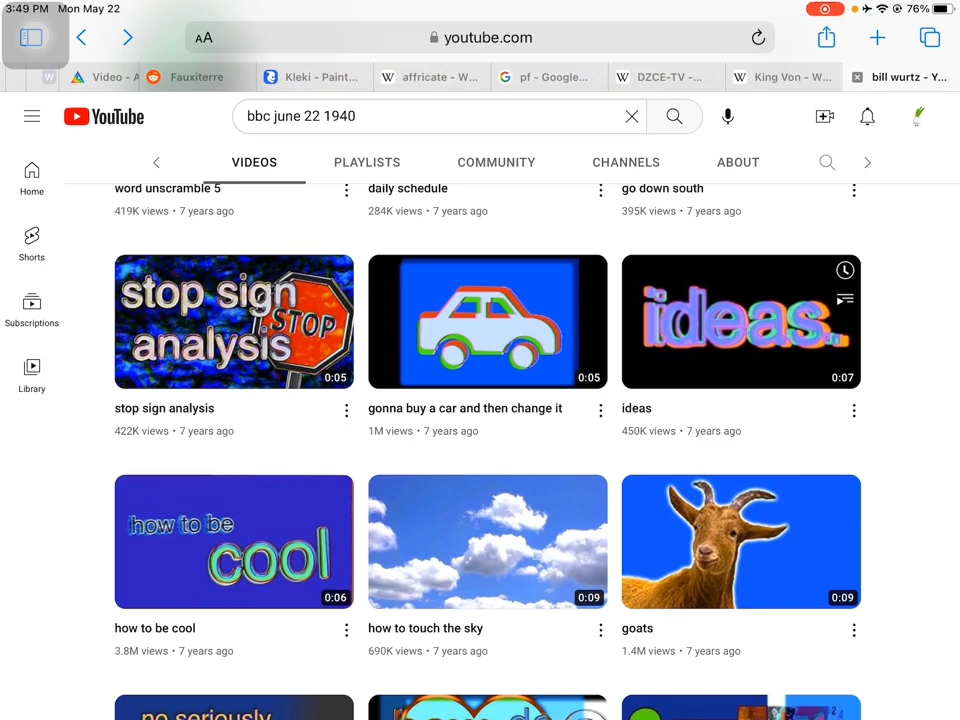 3:49 PM Mon May 22
76%
AA
youtube.com
W
Video - A
Fauxiterre
Kleki - Paint...
W affricate - W...
G pf - Google...
W DZCE-TV -...
W King Von - W...
bill wurtz - Y...
YouTube
bbc june 22 1940
VIDEOS
PLAYLISTS
COMMUNITY
CHANNELS
ABOUT
Home
Shorts
Subscriptions
Library
word unscramble 5
daily schedule
go down south
419K views • 7 years ago
284K views • 7 years ago
395K views • 7 years ago
stop sign
analysis
STOP
0:05
0:05
ideas..
0:07
stop sign analysis
gonna buy a car and then change it
ideas
422K views • 7 years ago
1M views • 7 years ago
450K views • 7 years ago
how to be
cool
0:06
0:09
0:09
how to be cool
how to touch the sky
goats
3.8M views • 7 years ago
690K views • 7 years ago
1.4M views • 7 years ago
no seriously